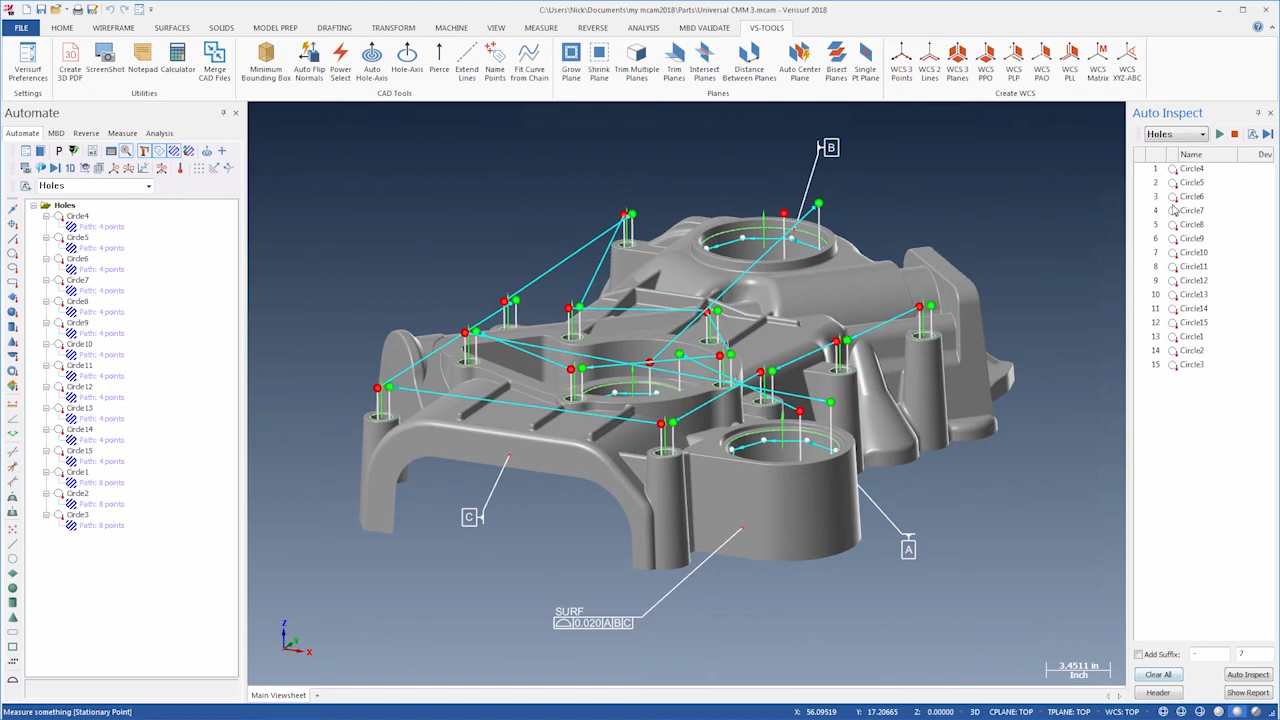 C:\Users\Nick\Documents\my mcam2018\Parts\Universal CMM 3.mcam - Verisurf 2018
FILE HOME WIREFRAME SURFACES SOLIDS MODEL PREP DRAFTING TRANSFORM MACHINE VIEW MEASURE REVERSE ANALYSIS MBD VALIDATE VS-TOOLS
Verisurf Preferences
Create 3D PDF
ScreenShot
Notepad
Calculator
Merge CAD Files
Minimum Bounding Box
Auto Flip Normals
Power Select
Auto Hole-Axis
Hole-Axis
Pierce
Extend Lines
Name Points
Fit Curve from Chain
Grow Plane
Shrink Plane
Trim Multiple Planes
Trim Planes
Intersect Planes
Distance Between Planes
Auto Center Plane
Bisect Planes
Single Pt Plane
WCS 3 Points
WCS 2 Lines
WCS 3 Planes
WCS PPO
WCS PLP
WCS PAO
WCS PLL
WCS Matrix
WCS XYZ-ABC
Settings Utilities CAD Tools Planes Create WCS
Automate
Automate MBD Reverse Measure Analysis
P
1D
Holes
Holes
Circle4
Path: 4 points
Circle5
Path: 4 points
Circle6
Path: 4 points
Circle7
Path: 4 points
Circle8
Path: 4 points
Circle9
Path: 4 points
Circle10
Path: 4 points
Circle11
Path: 4 points
Circle12
Path: 4 points
Circle13
Path: 4 points
Circle14
Path: 4 points
Circle15
Path: 4 points
Circle1
Path: 8 points
Circle2
Path: 8 points
Circle3
Path: 8 points
B
C
A
SURF
0.020 A B C
Z
Y
X
3.4511 in
Inch
Main Viewsheet +
Auto Inspect
Holes
Name Dev
1 Circle4
2 Circle5
3 Circle6
4 Circle7
5 Circle8
6 Circle9
7 Circle10
8 Circle11
9 Circle12
10 Circle13
11 Circle14
12 Circle15
13 Circle1
14 Circle2
15 Circle3
Add Suffix: - 7
Clear All Auto Inspect
Header Show Report
Measure something [Stationary Point] X: 56.09519 Y: 17.20665 Z: 0.00000 3D CPLANE: TOP TPLANE: TOP WCS: TOP